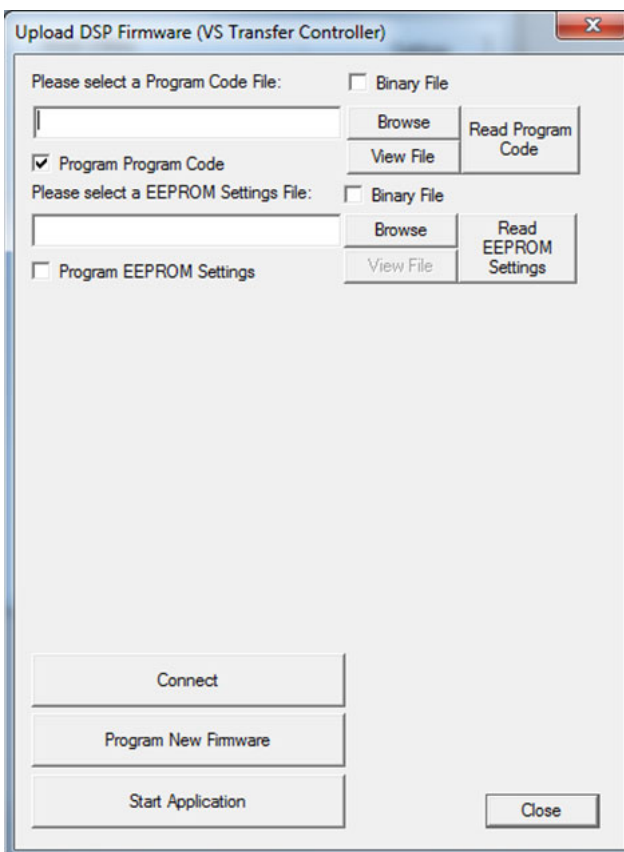 Upload DSP Firmware (VS Transfer Controller)
Please select a Program Code File:
Binary File
Browse
Read Program
Code
View File
Program Program Code
Please select a EEPROM Settings File:
Binary File
Browse
Read
EEPROM
Settings
View File
Program EEPROM Settings
Connect
Program New Firmware
Start Application
Close